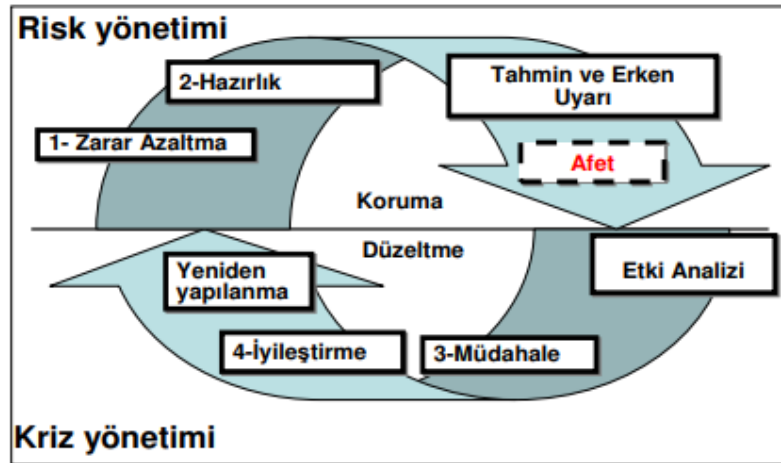 Risk yönetimi
2-Hazırlık
Tahmin ve Erken
Uyarı
1- Zarar Azaltma
Afet
Koruma
Düzeltme
Yeniden
yapılanma
Etki Analizi
4-İyileştirme
3-Müdahale
Kriz yönetimi